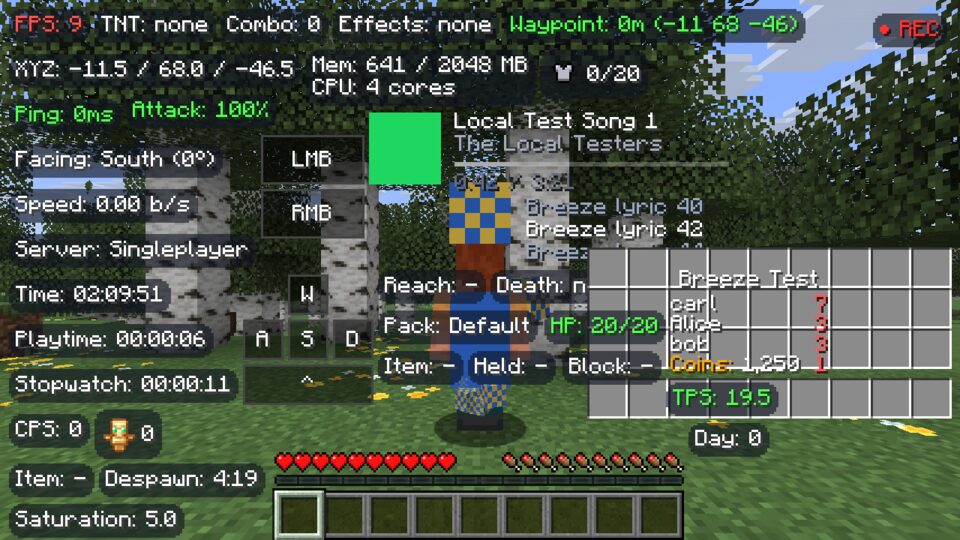 FPS: 9 TNT: none Combo: 0 Effects: none Waypoint: 0m (-11 68 -46) REC
XYZ: -11.5 / 68.0 / -46.5 Mem: 641 / 2048 MB
CPU: 4 cores
0/20
Ping: 0ms Attack: 100%
Local Test Song 1
The Local Testers
Facing: South (0°)
LMB
Speed: 0.00 b/s
RMB
Breeze lyric 40
Breeze lyric 42
Breeze
Server: Singleplayer
Time: 02:09:51
W
Reach: - Death: n
Breeze Test
carl 7
Alice 3
bob 3
Coins: 1,250 1
Playtime: 00:00:06
A S D
Pack: Default HP: 20/20
Item: - Held: - Block: -
Stopwatch: 00:00:11
^
TPS: 19.5
CPS: 0 0
Day: 0
Item: - Despawn: 4:19
Saturation: 5.0